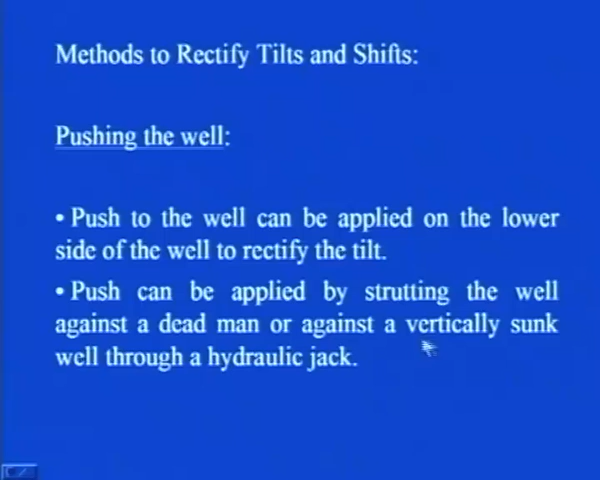 Methods to Rectify Tilts and Shifts:
Pushing the well:
• Push to the well can be applied on the lower
side of the well to rectify the tilt.
• Push can be applied by strutting the well
against a dead man or against a vertically sunk
well through a hydraulic jack.